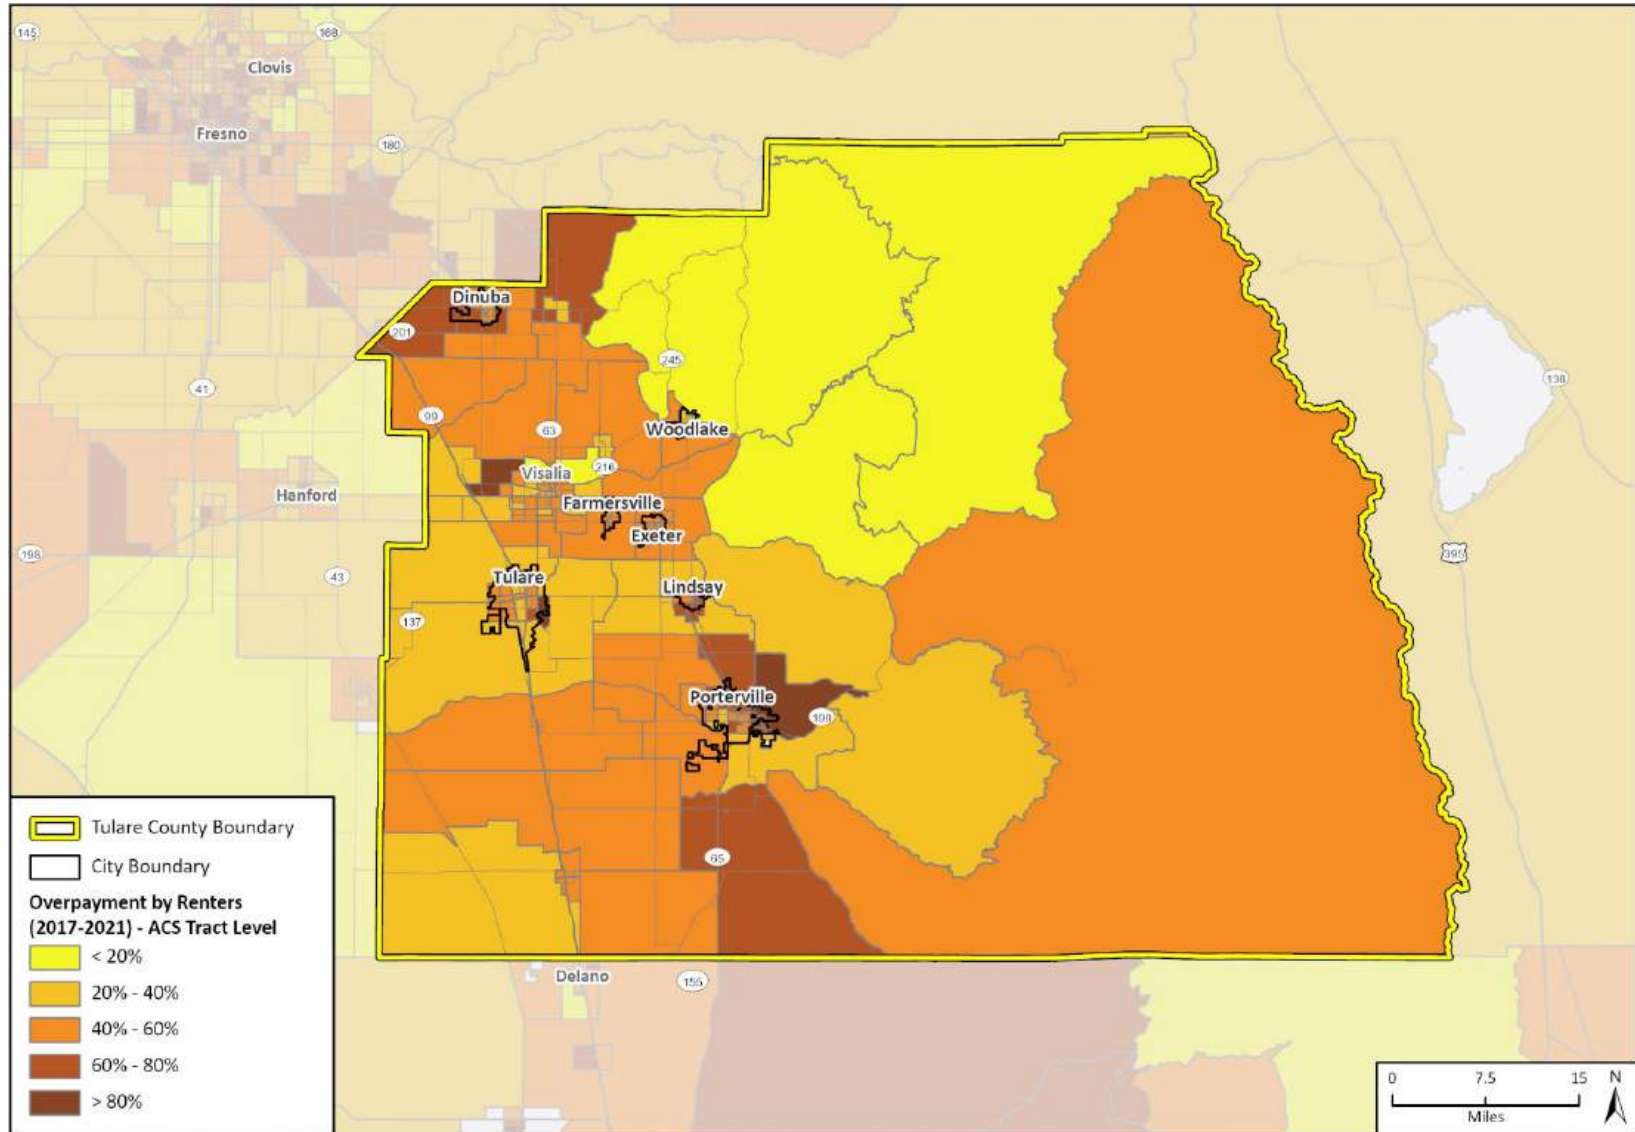 145
168
Clovis
Fresno
180
Dinuba
201
245
41
138
99
63
Woodlake
Visalia
216
Hanford
Farmersville
Exeter
198
395
43
Tulare
Lindsay
137
Porterville
190
65
Delano
155
Tulare County Boundary
City Boundary
Overpayment by Renters
(2017-2021) - ACS Tract Level
< 20%
20% - 40%
40% - 60%
60% - 80%
> 80%
0 7.5 15 N
Miles